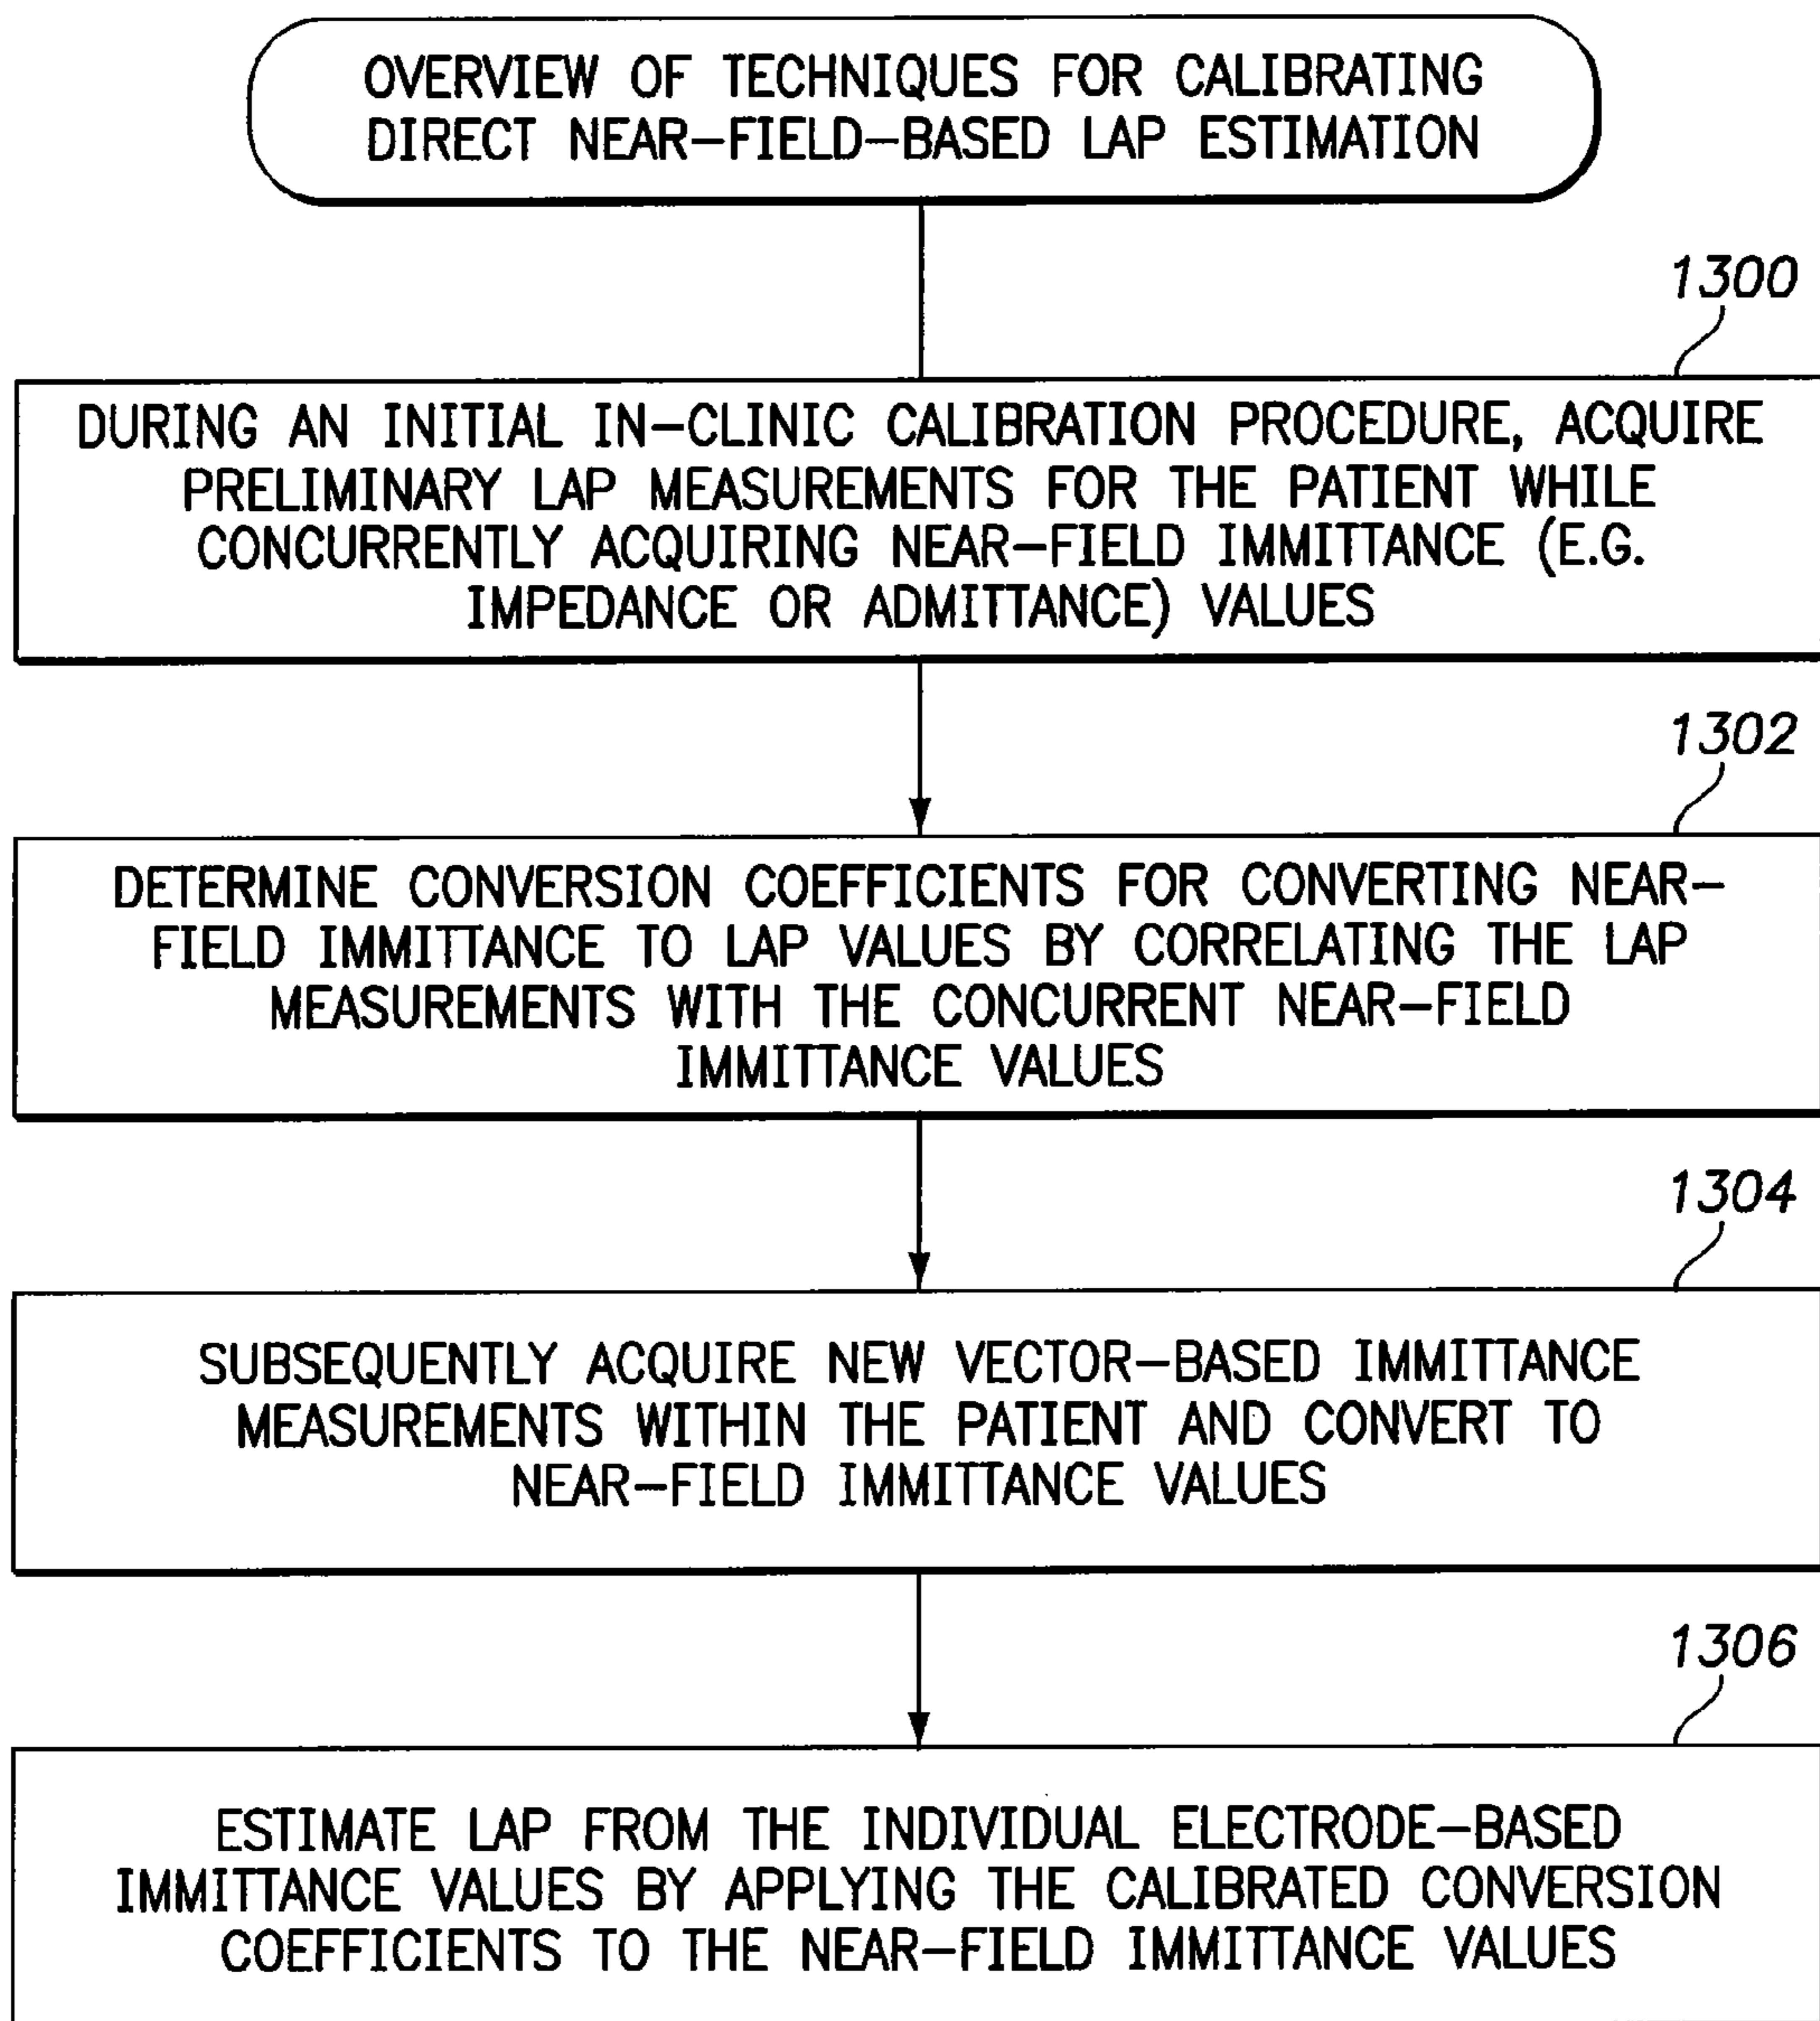 OVERVIEW OF TECHNIQUES FOR CALIBRATING
DIRECT NEAR-FIELD-BASED LAP ESTIMATION
1300
DURING AN INITIAL IN-CLINIC CALIBRATION PROCEDURE, ACQUIRE
PRELIMINARY LAP MEASUREMENTS FOR THE PATIENT WHILE
CONCURRENTLY ACQUIRING NEAR-FIELD IMMITTANCE (E.G.
IMPEDANCE OR ADMITTANCE) VALUES
1302
DETERMINE CONVERSION COEFFICIENTS FOR CONVERTING NEAR-
FIELD IMMITTANCE TO LAP VALUES BY CORRELATING THE LAP
MEASUREMENTS WITH THE CONCURRENT NEAR-FIELD
IMMITTANCE VALUES
1304
SUBSEQUENTLY ACQUIRE NEW VECTOR-BASED IMMITTANCE
MEASUREMENTS WITHIN THE PATIENT AND CONVERT TO
NEAR-FIELD IMMITTANCE VALUES
1306
ESTIMATE LAP FROM THE INDIVIDUAL ELECTRODE-BASED
IMMITTANCE VALUES BY APPLYING THE CALIBRATED CONVERSION
COEFFICIENTS TO THE NEAR-FIELD IMMITTANCE VALUES